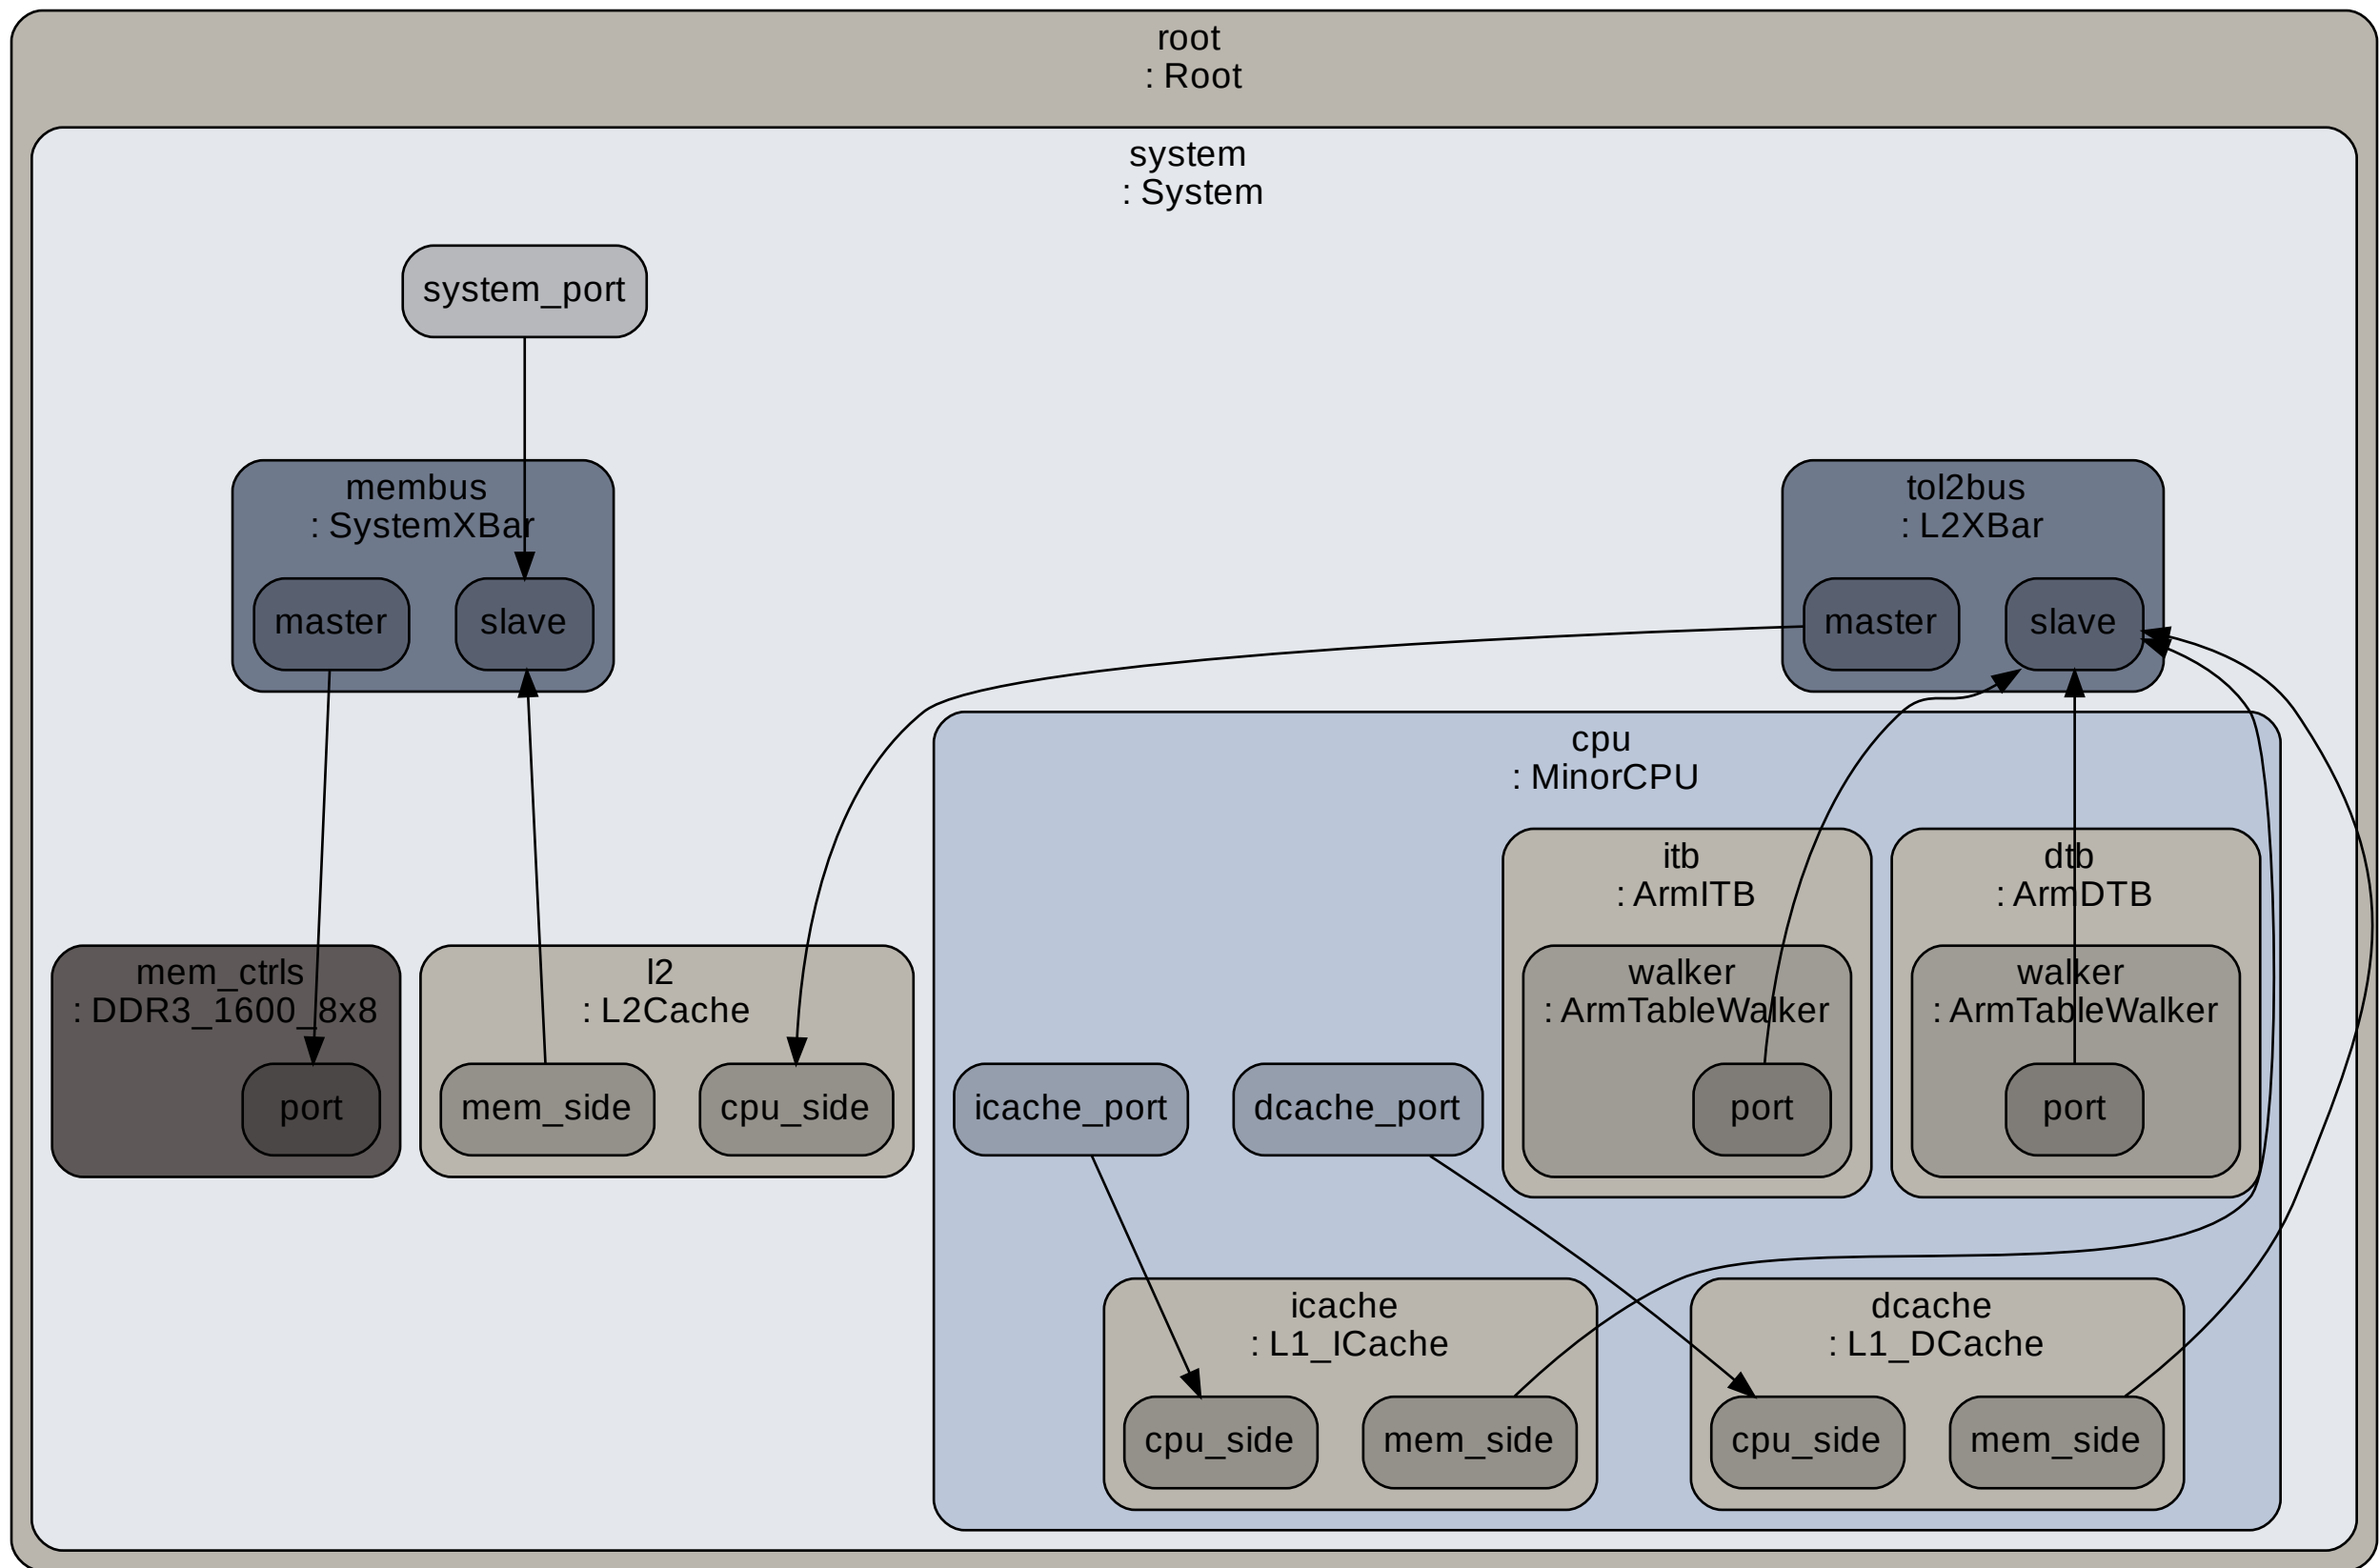 root
: Root
system
: System
system_port
membus
: SystemXBar
master
slave
tol2bus
: L2XBar
master
slave
cpu
: MinorCPU
itb
: ArmITB
walker
: ArmTableWalker
port
dtb
: ArmDTB
walker
: ArmTableWalker
port
mem_ctrls
: DDR3_1600_8x8
port
l2
: L2Cache
mem_side
cpu_side
icache_port
dcache_port
icache
: L1_ICache
cpu_side
mem_side
dcache
: L1_DCache
cpu_side
mem_side